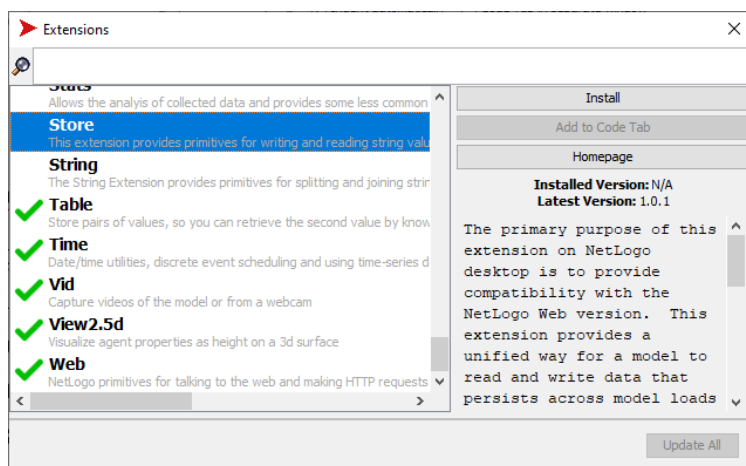 Extensions
Stats
Allows the analyis of collected data and provides some less common
Store
This extension provides primitives for writing and reading string valu
String
The String Extension provides primitives for splitting and joining strin
Table
Store pairs of values, so you can retrieve the second value by know
Time
Date/time utilities, discrete event scheduling and using time-series d
Vid
Capture videos of the model or from a webcam
View2.5d
Visualize agent properties as height on a 3d surface
Web
NetLogo primitives for talking to the web and making HTTP requests
Install
Add to Code Tab
Homepage
Installed Version: N/A
Latest Version: 1.0.1
The primary purpose of this
extension on NetLogo
desktop is to provide
compatibility with the
NetLogo Web version. This
extension provides a
unified way for a model to
read and write data that
persists across model loads
Update All